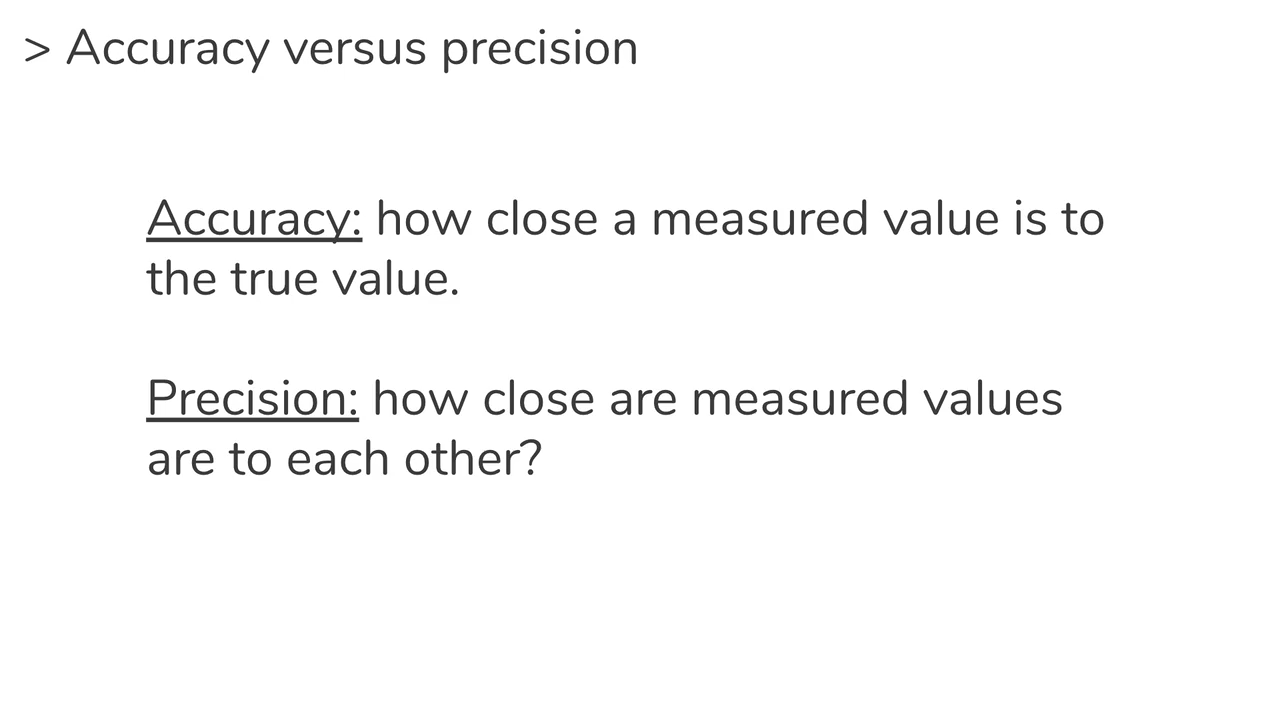 > Accuracy versus precision
Accuracy: how close a measured value is to
the true value.
Precision: how close are measured values
are to each other?